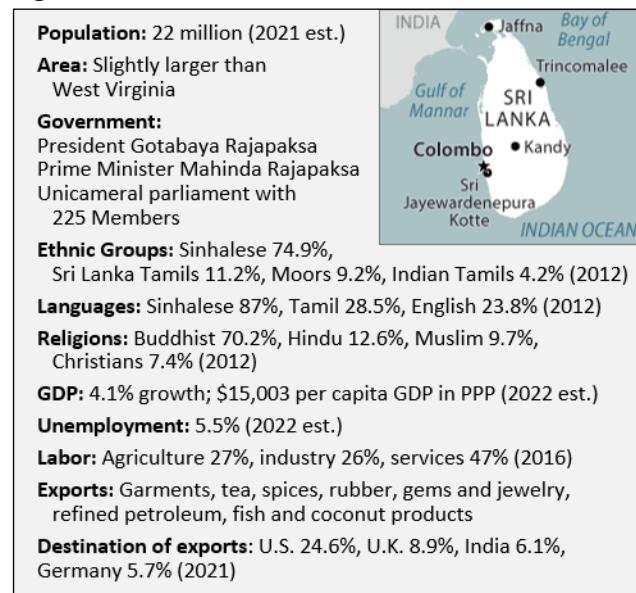 Population: 22 million (2021 est.)
Area: Slightly larger than
West Virginia
Government:
President Gotabaya Rajapaksa
Prime Minister Mahinda Rajapaksa
Unicameral parliament with
225 Members
Ethnic Groups: Sinhalese 74.9%,
Sri Lanka Tamils 11.2%, Moors 9.2%, Indian Tamils 4.2% (2012)
Languages: Sinhalese 87%, Tamil 28.5%, English 23.8% (2012)
Religions: Buddhist 70.2%, Hindu 12.6%, Muslim 9.7%,
Christians 7.4% (2012)
GDP: 4.1% growth; $15,003 per capita GDP in PPP (2022 est.)
Unemployment: 5.5% (2022 est.)
Labor: Agriculture 27%, industry 26%, services 47% (2016)
Exports: Garments, tea, spices, rubber, gems and jewelry,
refined petroleum, fish and coconut products
Destination of exports: U.S. 24.6%, U.K. 8.9%, India 6.1%,
Germany 5.7% (2021)
INDIA
Jaffna
Bay of
Bengal
Trincomalee
Gulf of
Mannar
SRI
LANKA
Colombo
Kandy
Sri
Jayewardenepura
Kotte
INDIAN OCEAN